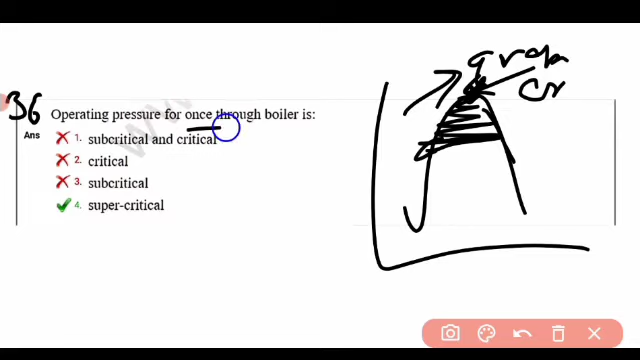 36
Operating pressure for once through boiler is:
Ans
1. subcritical and critical
2. critical
3. subcritical
4. super-critical
cr